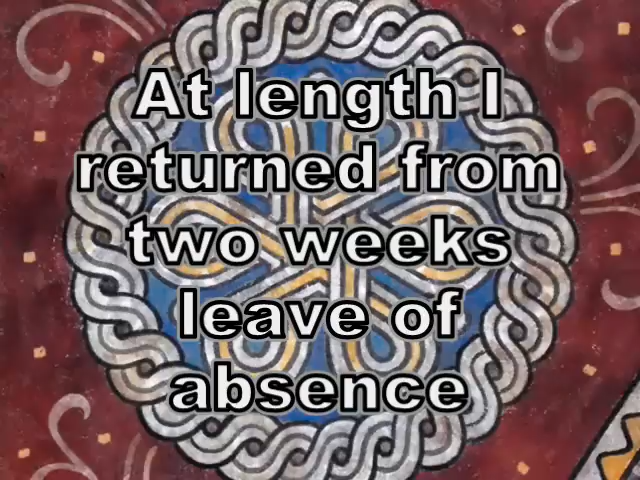 At length I
returned from
two weeks
leave of
absence